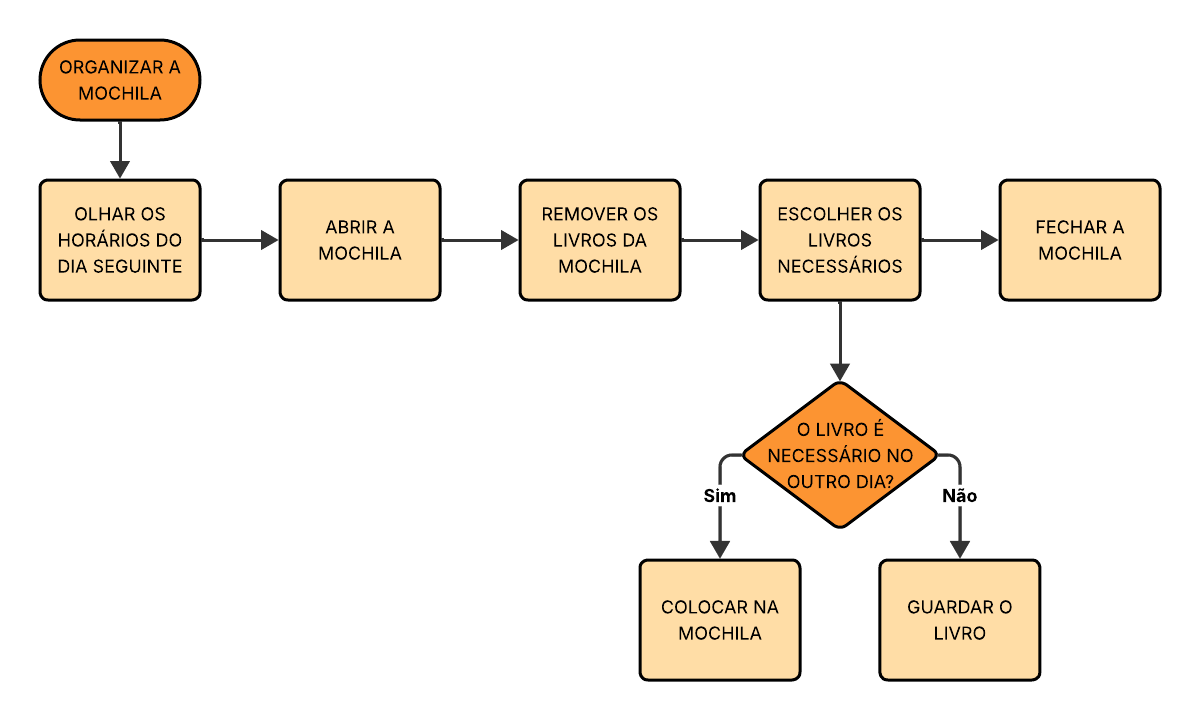 ORGANIZAR A
MOCHILA
OLHAR OS
HORÁRIOS DO
DIA SEGUINTE
ABRIR A
MOCHILA
REMOVER OS
LIVROS DA
MOCHILA
ESCOLHER OS
LIVROS
NECESSÁRIOS
FECHAR A
MOCHILA
O LIVRO É
NECESSÁRIO NO
OUTRO DIA?
Sim
Não
COLOCAR NA
MOCHILA
GUARDAR O
LIVRO